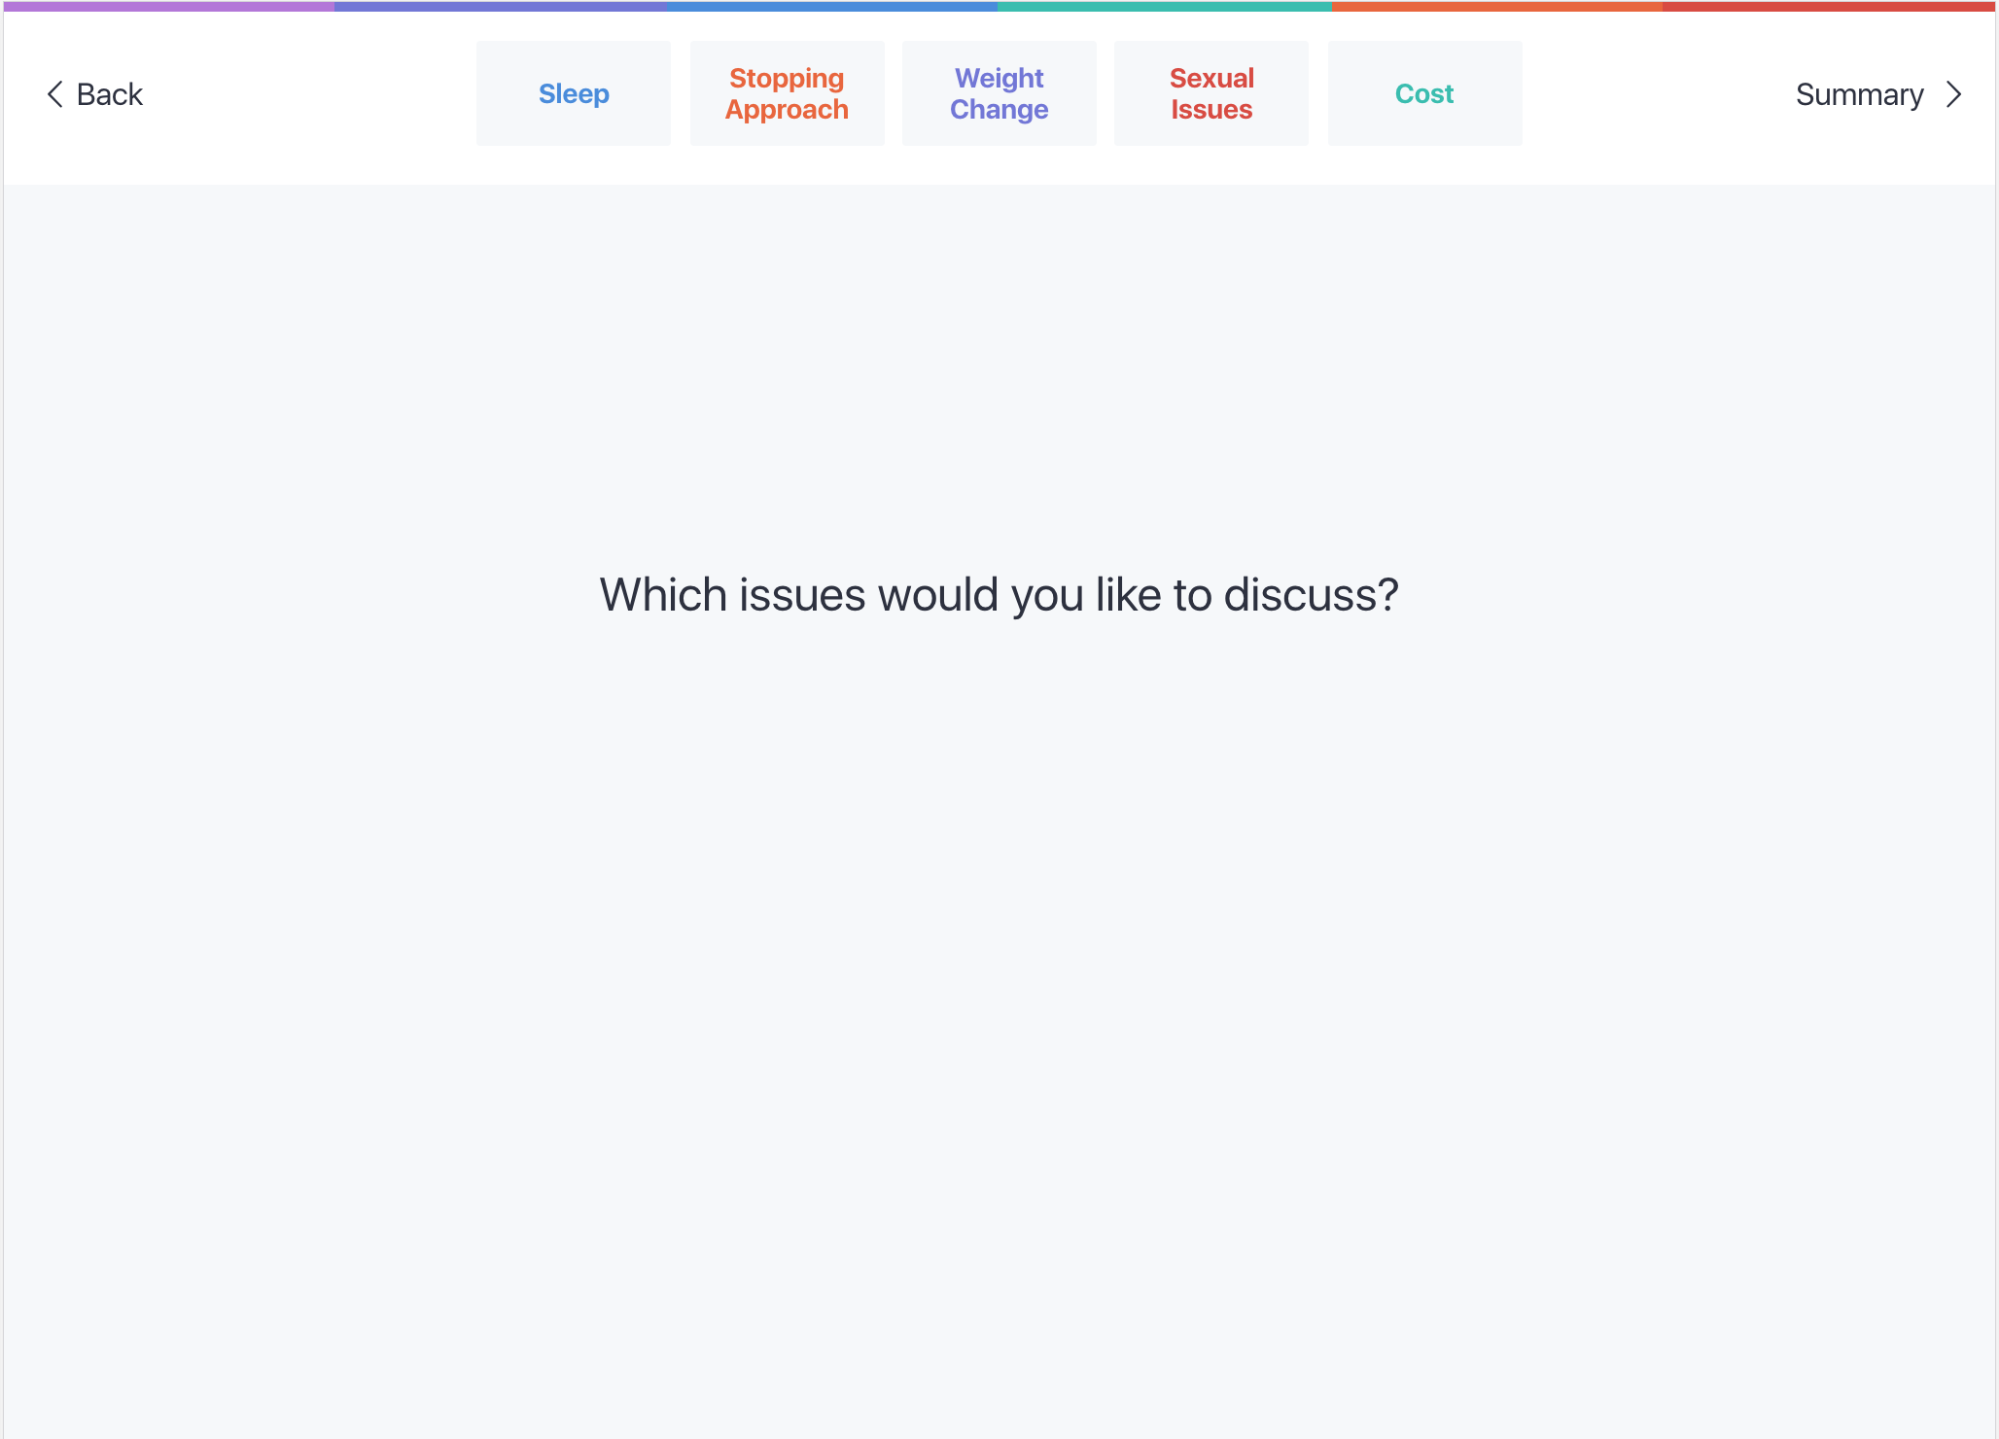 Back
Sleep
Stopping
Approach
Weight
Change
Sexual
Issues
Cost
Summary
Which issues would you like to discuss?